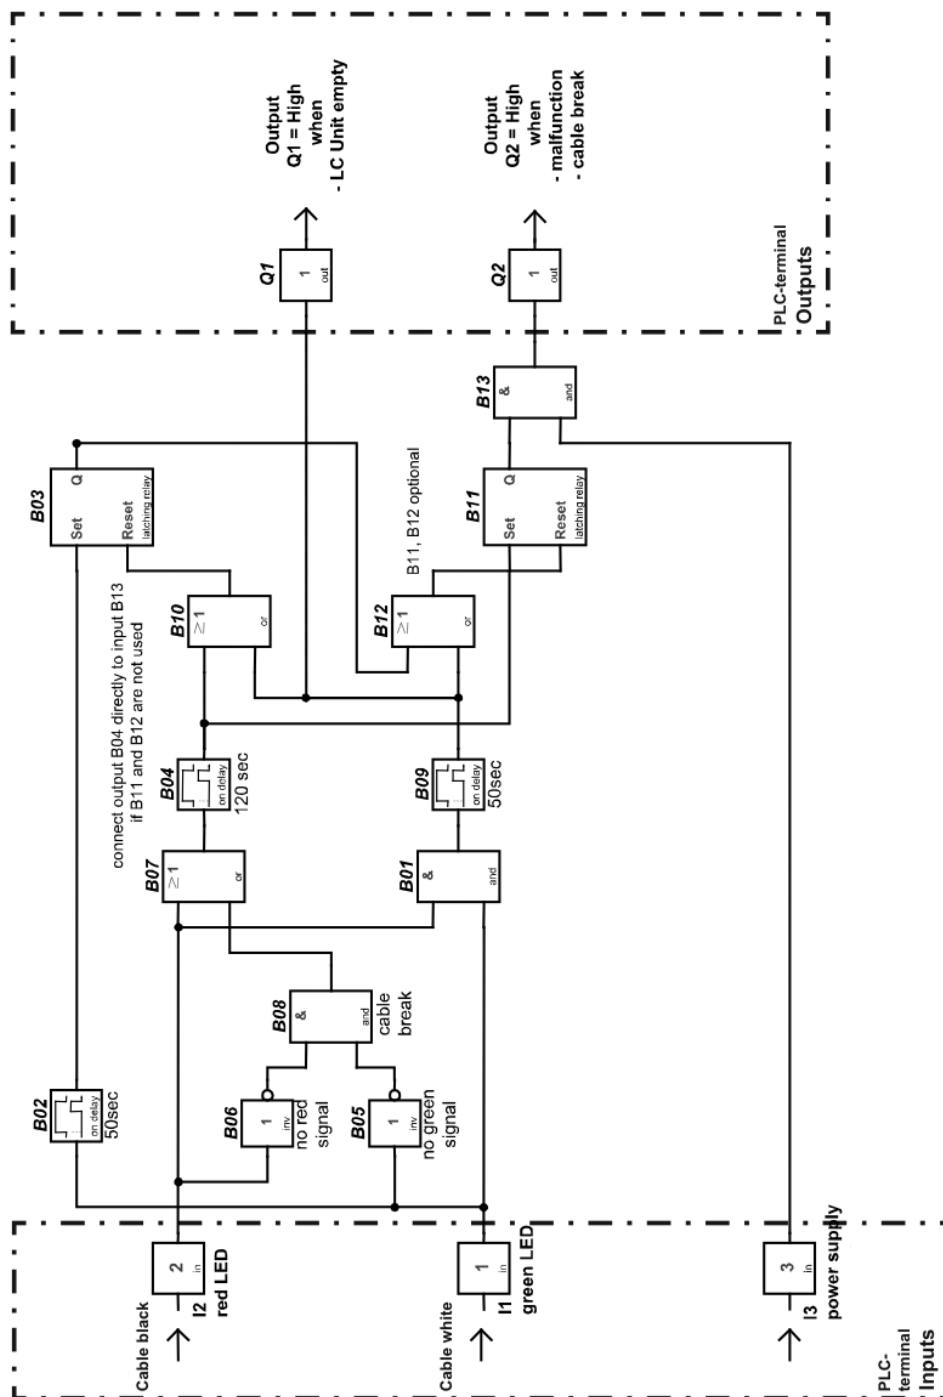 Output
Q1 = High
when
- LC Unit empty
Output
Q2 = High
when
- malfunction
- cable break
Q1
1
out
Q2
1
out
PLC-terminal
Outputs
B13
&
and
B03
Set
Q
Reset
latching relay
B11
Set
Q
Reset
latching relay
B11, B12 optional
connect output B04 directly to input B13
if B11 and B12 are not used
B10
≥1
or
B12
≥1
or
B04
on delay
120 sec
B09
on delay
50sec
B07
≥1
or
B01
&
and
B08
&
and
cable
break
B02
on delay
50sec
B06
1
inv
no red
signal
B05
1
inv
no green
signal
Cable black
2
in
I2
red LED
Cable white
1
in
I1
green LED
3
in
I3
power supply
PLC-
terminal
Inputs